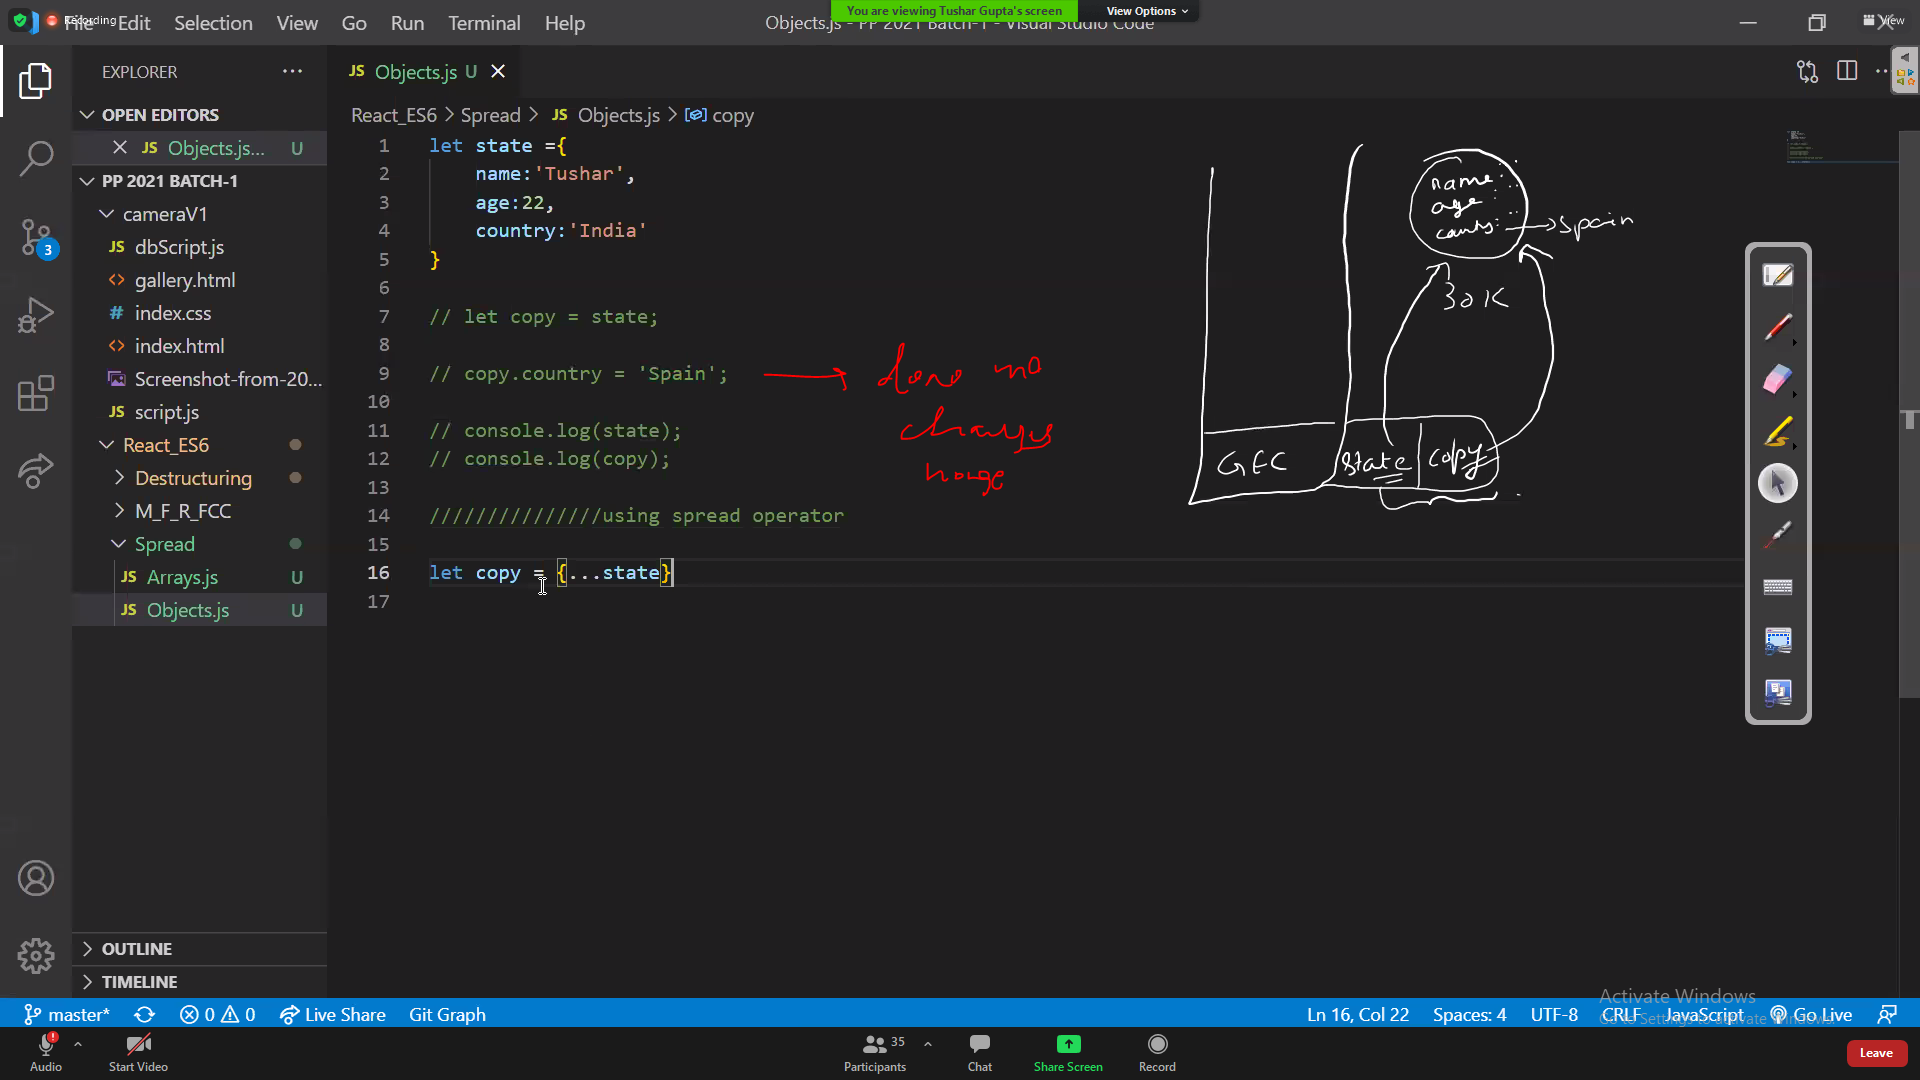 Recording
File Edit Selection View Go Run Terminal Help
You are viewing Tushar Gupta's screen View Options
Objects.js - PP 2021 Batch-1 - Visual Studio Code
View
EXPLORER
OPEN EDITORS
JS Objects.js... U
PP 2021 BATCH-1
cameraV1
JS dbScript.js
gallery.html
# index.css
index.html
Screenshot-from-20...
JS script.js
React_ES6
Destructuring
M_F_R_FCC
Spread
JS Arrays.js U
JS Objects.js U
OUTLINE
TIMELINE
3
JS Objects.js U
React_ES6 > Spread > JS Objects.js > copy
1 let state ={
2 name:'Tushar',
3 age:22,
4 country:'India'
5 }
6
7 // let copy = state;
8
9 // copy.country = 'Spain';
10
11 // console.log(state);
12 // console.log(copy);
13
14 ///////////////using spread operator
15
16 let copy = {...state}
17
changes
name:
age :
→ Spain
30K
GEC
state copy
Activate Windows
Go to Settings to activate Windows.
master* 0 0 Live Share Git Graph
Ln 16, Col 22 Spaces: 4 UTF-8 CRLF JavaScript Go Live
Audio Start Video
35
Participants Chat Share Screen Record
Leave